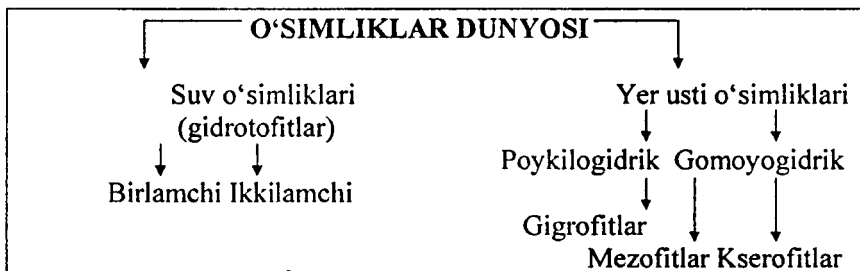 O‘SIMLIKLAR DUNYOSI
Suv o‘simliklari Yer usti o‘simliklari
(gidrotofitlar)
Poykilogidrik Gomoyogidrik
Birlamchi Ikkilamchi
Gigrofitlar
Mezofitlar Kserofitlar